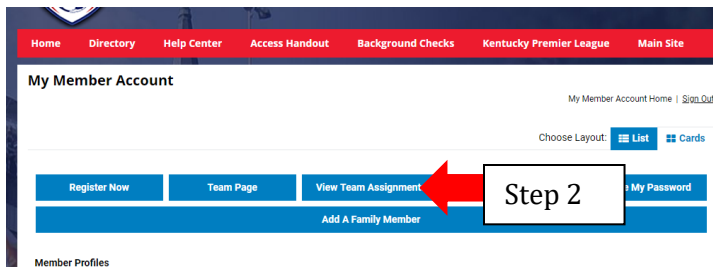 Home Directory Help Center Access Handout Background Checks Kentucky Premier League Main Site
My Member Account
My Member Account Home | Sign Out
Choose Layout: List Cards
Register Now Team Page View Team Assignment Step 2 My Password
Add A Family Member
Member Profiles